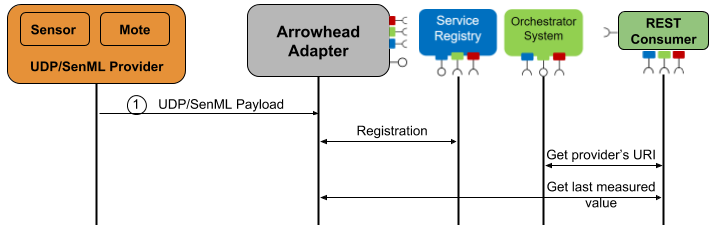 Sensor
Mote
UDP/SenML Provider
Arrowhead
Adapter
Service
Registry
Orchestrator
System
REST
Consumer
1
UDP/SenML Payload
Registration
Get provider's URI
Get last measured
value